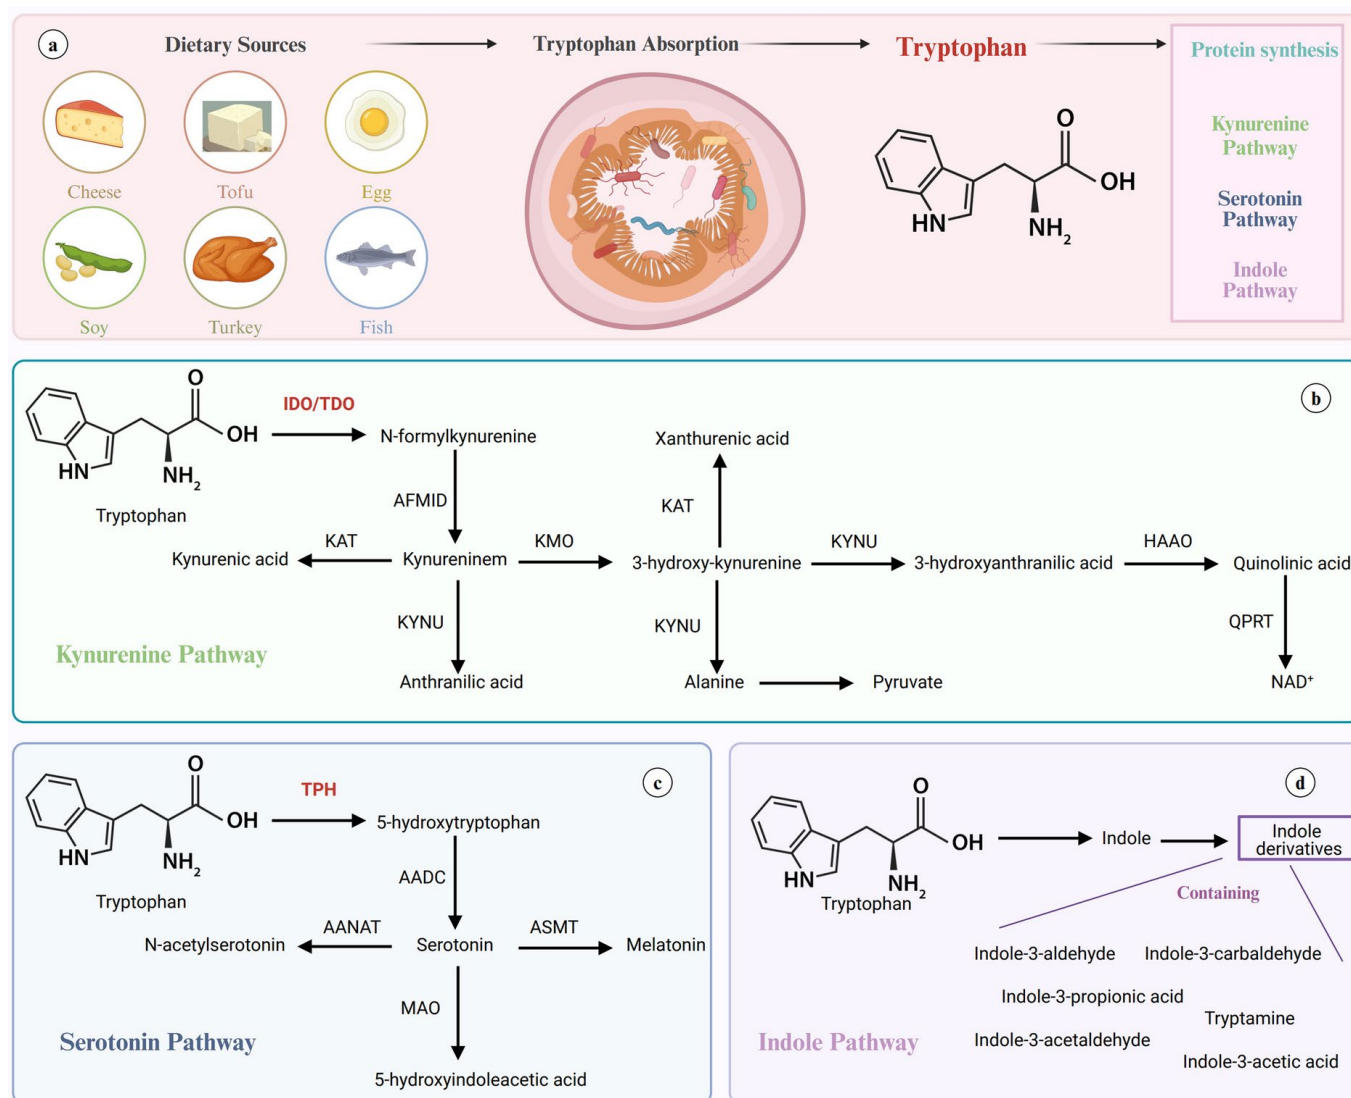 a
Dietary Sources
Tryptophan Absorption
Tryptophan
Protein synthesis
Cheese
Tofu
Egg
Soy
Turkey
Fish
O
OH
HN
NH2
Kynurenine
Pathway
Serotonin
Pathway
Indole
Pathway
b
O
OH
HN
NH2
Tryptophan
IDO/TDO
N-formylkynurenine
AFMID
Xanthurenic acid
KAT
Kynurenic acid
KAT
Kynureninem
KMO
3-hydroxy-kynurenine
KYNU
3-hydroxyanthranilic acid
HAAO
Quinolinic acid
KYNU
KYNU
QPRT
Kynurenine Pathway
Anthranilic acid
Alanine
Pyruvate
NAD+
c
O
OH
HN
NH2
Tryptophan
TPH
5-hydroxytryptophan
AADC
N-acetylserotonin
AANAT
Serotonin
ASMT
Melatonin
MAO
Serotonin Pathway
5-hydroxyindoleacetic acid
d
O
OH
HN
NH2
Tryptophan
Indole
Indole
derivatives
Containing
Indole-3-aldehyde
Indole-3-carbaldehyde
Indole-3-propionic acid
Tryptamine
Indole-3-acetaldehyde
Indole-3-acetic acid
Indole Pathway